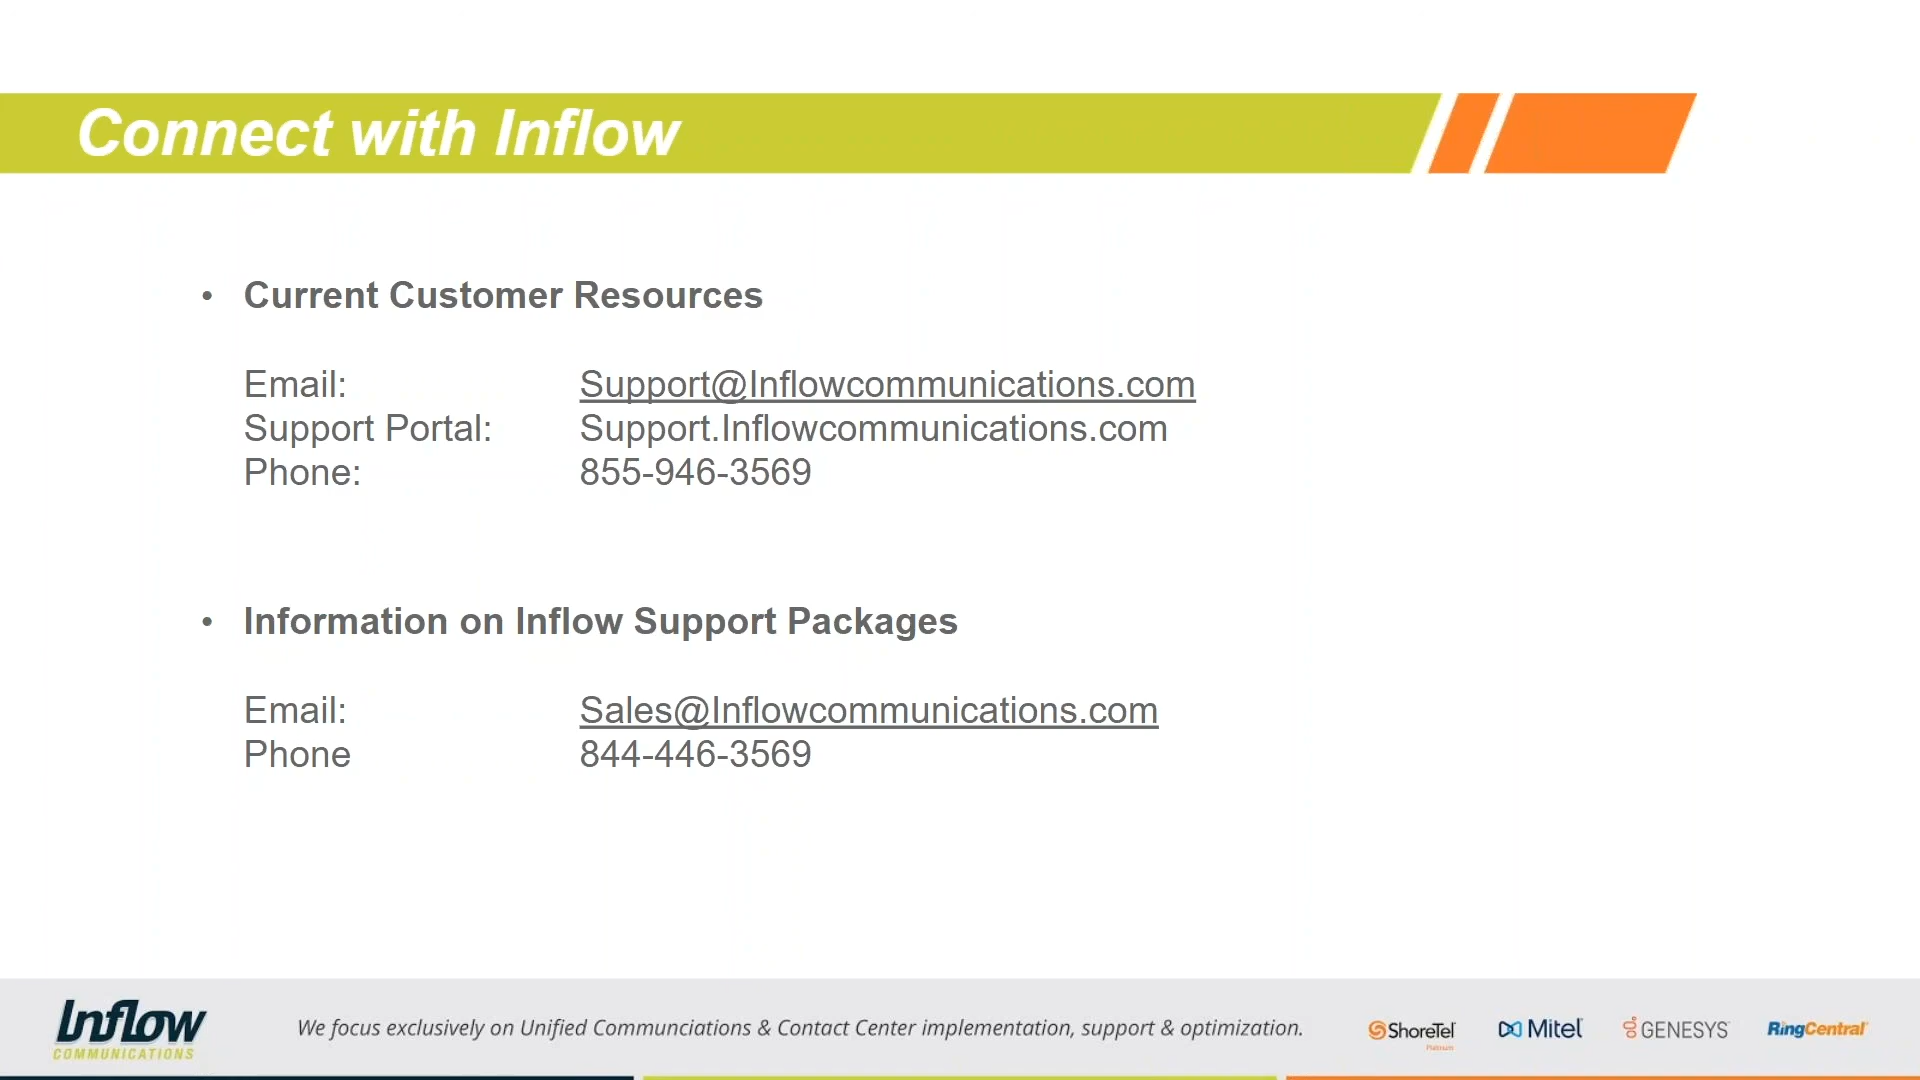 Connect with Inflow
• Current Customer Resources
Email: Support@Inflowcommunications.com
Support Portal: Support.Inflowcommunications.com
Phone: 855-946-3569
• Information on Inflow Support Packages
Email: Sales@Inflowcommunications.com
Phone 844-446-3569
Inflow
COMMUNICATIONS
We focus exclusively on Unified Communciations & Contact Center implementation, support & optimization.
ShoreTel
Platinum
Mitel
GENESYS
RingCentral